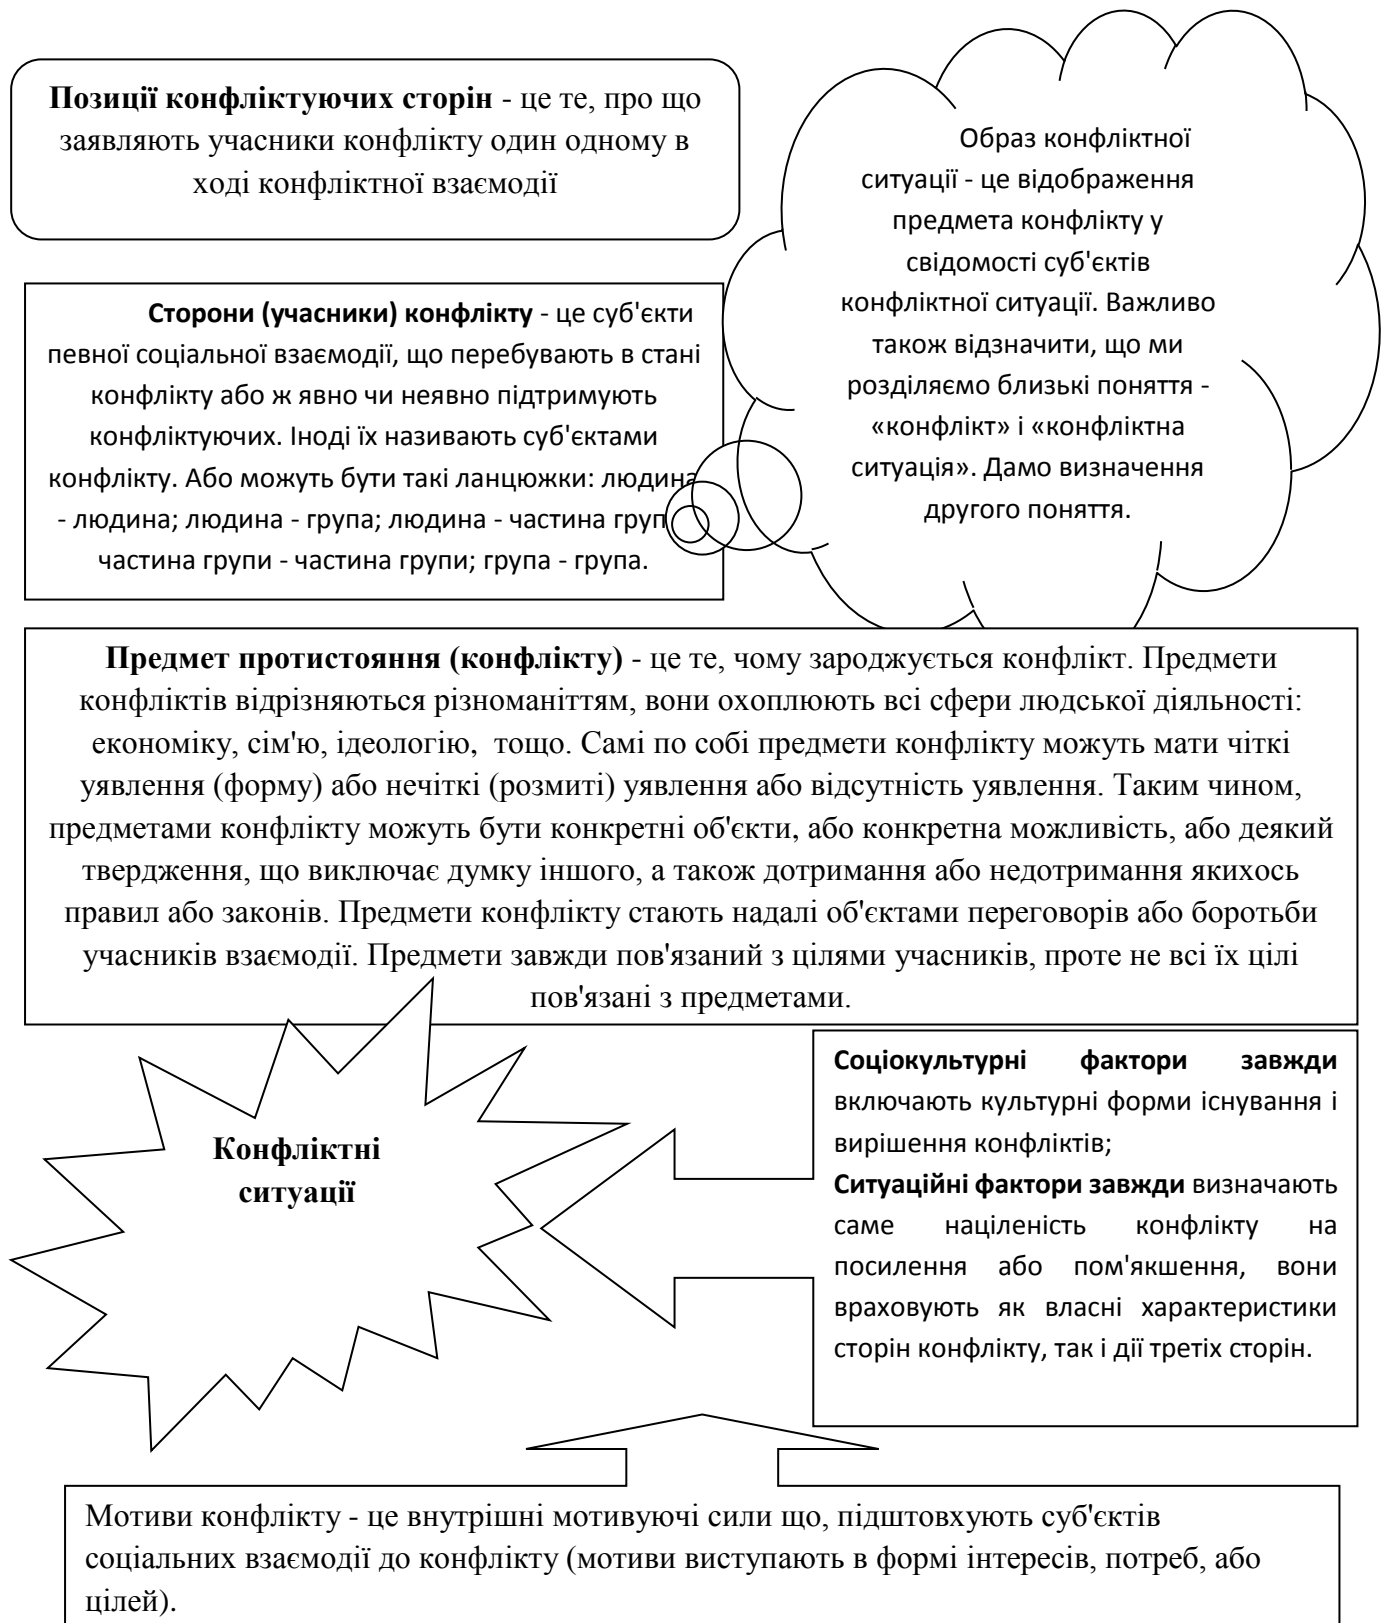 Позиції конфліктуючих сторін - це те, про що
заявляють учасники конфлікту один одному в
ході конфліктної взаємодії
Образ конфліктної
ситуації - це відображення
предмета конфлікту у
свідомості суб'єктів
конфліктної ситуації. Важливо
також відзначити, що ми
розділяємо близькі поняття -
«конфлікт» і «конфліктна
ситуація». Дамо визначення
другого поняття.
Сторони (учасники) конфлікту - це суб'єкти
певної соціальної взаємодії, що перебувають в стані
конфлікту або ж явно чи неявно підтримують
конфліктуючих. Іноді їх називають суб'єктами
конфлікту. Або можуть бути такі ланцюжки: людина
- людина; людина - група; людина - частина груп
частина групи - частина групи; група - група.
Предмет протистояння (конфлікту) - це те, чому зароджується конфлікт. Предмети
конфліктів відрізняються різноманіттям, вони охоплюють всі сфери людської діяльності:
економіку, сім'ю, ідеологію, тощо. Самі по собі предмети конфлікту можуть мати чіткі
уявлення (форму) або нечіткі (розмиті) уявлення або відсутність уявлення. Таким чином,
предметами конфлікту можуть бути конкретні об'єкти, або конкретна можливість, або деякий
твердження, що виключає думку іншого, а також дотримання або недотримання якихось
правил або законів. Предмети конфлікту стають надалі об'єктами переговорів або боротьби
учасників взаємодії. Предмети завжди пов'язаний з цілями учасників, проте не всі їх цілі
пов'язані з предметами.
Конфліктні
ситуації
Соціокультурні фактори завжди
включають культурні форми існування і
вирішення конфліктів;
Ситуаційні фактори завжди визначають
саме націленість конфлікту на
посилення або пом'якшення, вони
враховують як власні характеристики
сторін конфлікту, так і дії третіх сторін.
Мотиви конфлікту - це внутрішні мотивуючі сили що, підштовхують суб'єктів
соціальних взаємодії до конфлікту (мотиви виступають в формі інтересів, потреб, або
цілей).